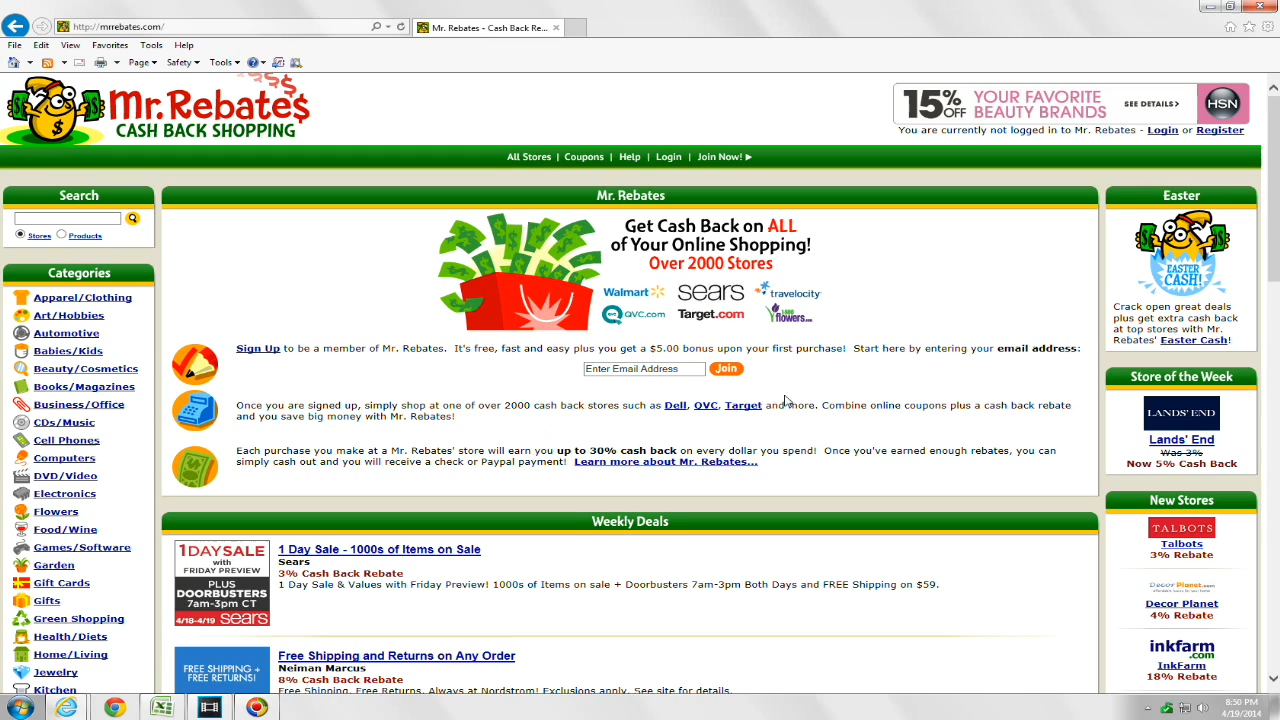 http://mrrebates.com/
Mr. Rebates - Cash Back Re...
File Edit View Favorites Tools Help
Page Safety Tools
Mr. Rebates
CASH BACK SHOPPING
15% OFF YOUR FAVORITE BEAUTY BRANDS SEE DETAILS> HSN
You are currently not logged in to Mr. Rebates - Login or Register
All Stores | Coupons | Help | Login | Join Now! ►
Search
Stores Products
Categories
Apparel/Clothing
Art/Hobbies
Automotive
Babies/Kids
Beauty/Cosmetics
Books/Magazines
Business/Office
CDs/Music
Cell Phones
Computers
DVD/Video
Electronics
Flowers
Food/Wine
Games/Software
Garden
Gift Cards
Gifts
Green Shopping
Health/Diets
Home/Living
Jewelry
Kitchen
Mr. Rebates
Get Cash Back on ALL
of Your Online Shopping!
Over 2000 Stores
Walmart sears travelocity
QVC.com Target.com 1 800 flowers.com
Sign Up to be a member of Mr. Rebates. It's free, fast and easy plus you get a $5.00 bonus upon your first purchase! Start here by entering your email address:
Enter Email Address Join
Once you are signed up, simply shop at one of over 2000 cash back stores such as Dell, QVC, Target and more. Combine online coupons plus a cash back rebate
and you save big money with Mr. Rebates!
Each purchase you make at a Mr. Rebates' store will earn you up to 30% cash back on every dollar you spend! Once you've earned enough rebates, you can
simply cash out and you will receive a check or Paypal payment! Learn more about Mr. Rebates...
Weekly Deals
1DAY SALE
with
FRIDAY PREVIEW
PLUS
DOORBUSTERS
7am-3pm CT
4/18-4/19 sears
1 Day Sale - 1000s of Items on Sale
Sears
3% Cash Back Rebate
1 Day Sale & Values with Friday Preview! 1000s of Items on sale + Doorbusters 7am-3pm Both Days and FREE Shipping on $59.
FREE SHIPPING +
FREE RETURNS!
Free Shipping and Returns on Any Order
Neiman Marcus
8% Cash Back Rebate
Free Shipping. Free Returns. Always at Nordstrom! Exclusions apply. See site for details.
Easter
EASTER
CASH!
Crack open great deals
plus get extra cash back
at top stores with Mr.
Rebates' Easter Cash!
Store of the Week
LANDS' END
Lands' End
Was 3%
Now 5% Cash Back
New Stores
TALBOTS
Talbots
3% Rebate
DecorPlanet.com
Decor Planet
4% Rebate
inkfarm
.com
InkFarm
18% Rebate
8:50 PM
4/19/2014